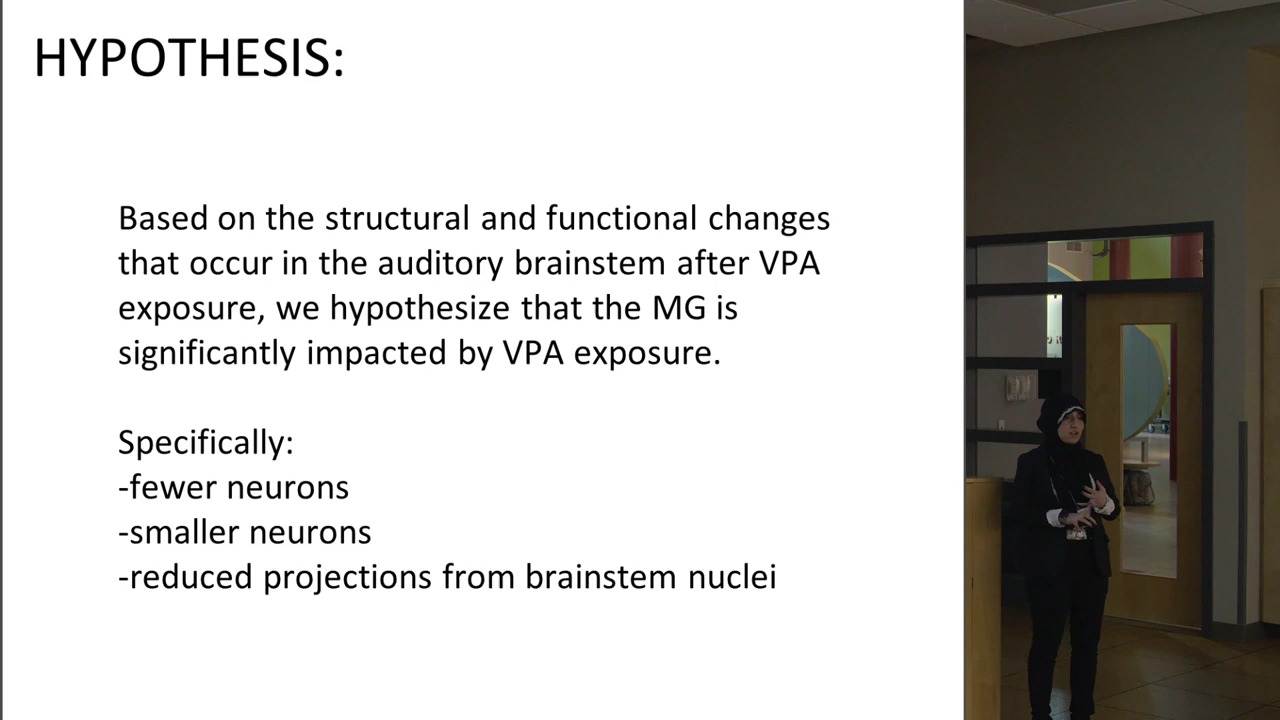 HYPOTHESIS:
Based on the structural and functional changes
that occur in the auditory brainstem after VPA
exposure, we hypothesize that the MG is
significantly impacted by VPA exposure.
Specifically:
-fewer neurons
-smaller neurons
-reduced projections from brainstem nuclei